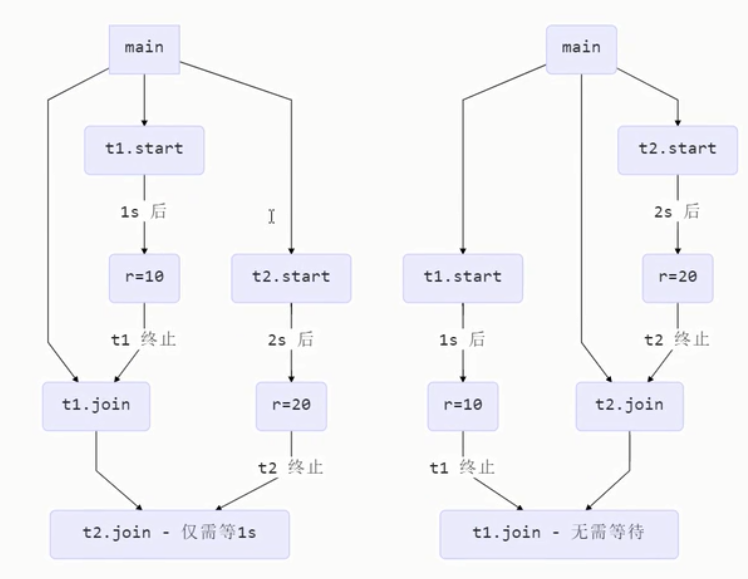 main
t1.start
1s 后
r=10
t2.start
t1 终止
2s 后
t1.join
r=20
t2 终止
t2.join - 仅需等1s
main
t2.start
2s 后
t1.start
r=20
1s 后
t2 终止
r=10
t2.join
t1 终止
t1.join - 无需等待